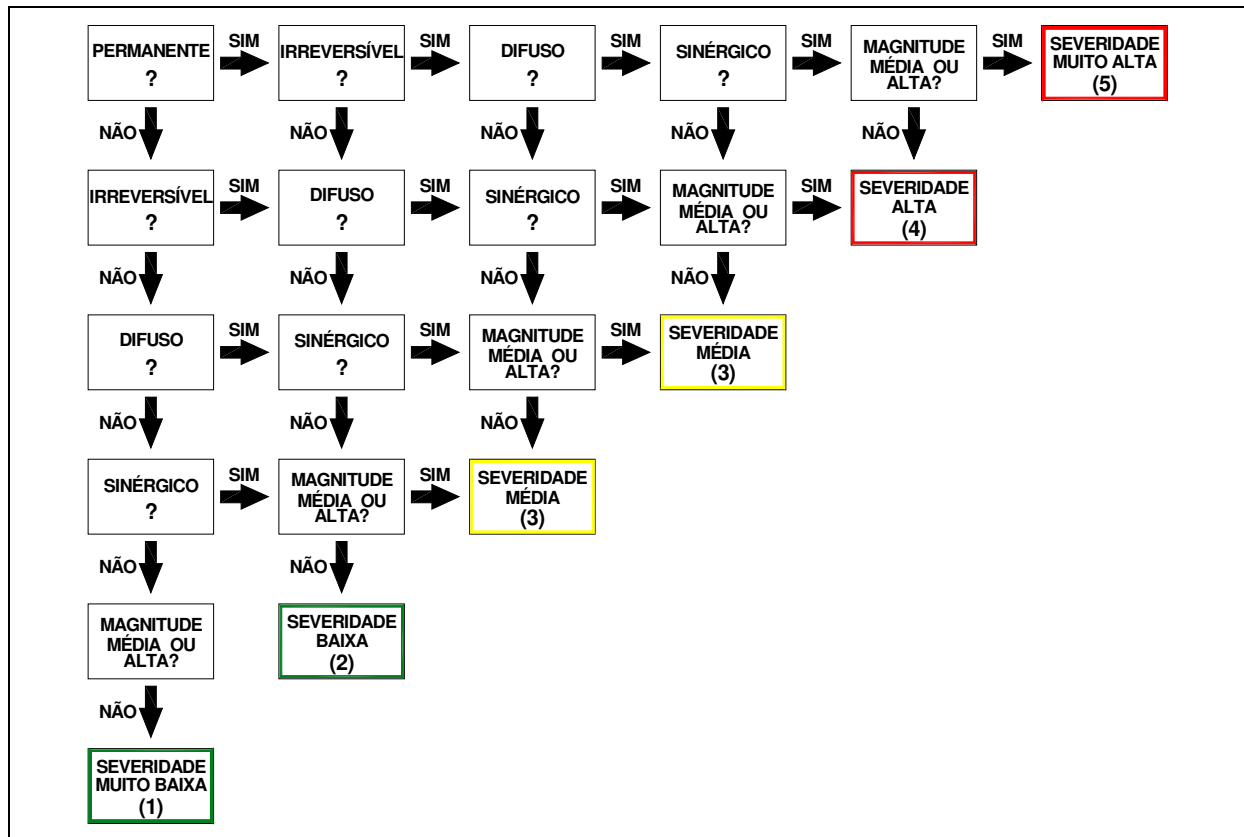 PERMANENTE
?
SIM
IRREVERSÍVEL
?
SIM
DIFUSO
?
SIM
SINÉRGICO
?
SIM
MAGNITUDE
MÉDIA OU
ALTA?
SIM
SEVERIDADE
MUITO ALTA
(5)
NÃO
NÃO
NÃO
NÃO
NÃO
IRREVERSÍVEL
?
SIM
DIFUSO
?
SIM
SINÉRGICO
?
SIM
MAGNITUDE
MÉDIA OU
ALTA?
SIM
SEVERIDADE
ALTA
(4)
NÃO
NÃO
NÃO
NÃO
DIFUSO
?
SIM
SINÉRGICO
?
SIM
MAGNITUDE
MÉDIA OU
ALTA?
SIM
SEVERIDADE
MÉDIA
(3)
NÃO
NÃO
NÃO
SINÉRGICO
?
SIM
MAGNITUDE
MÉDIA OU
ALTA?
SIM
SEVERIDADE
MÉDIA
(3)
NÃO
NÃO
MAGNITUDE
MÉDIA OU
ALTA?
SEVERIDADE
BAIXA
(2)
NÃO
SEVERIDADE
MUITO BAIXA
(1)